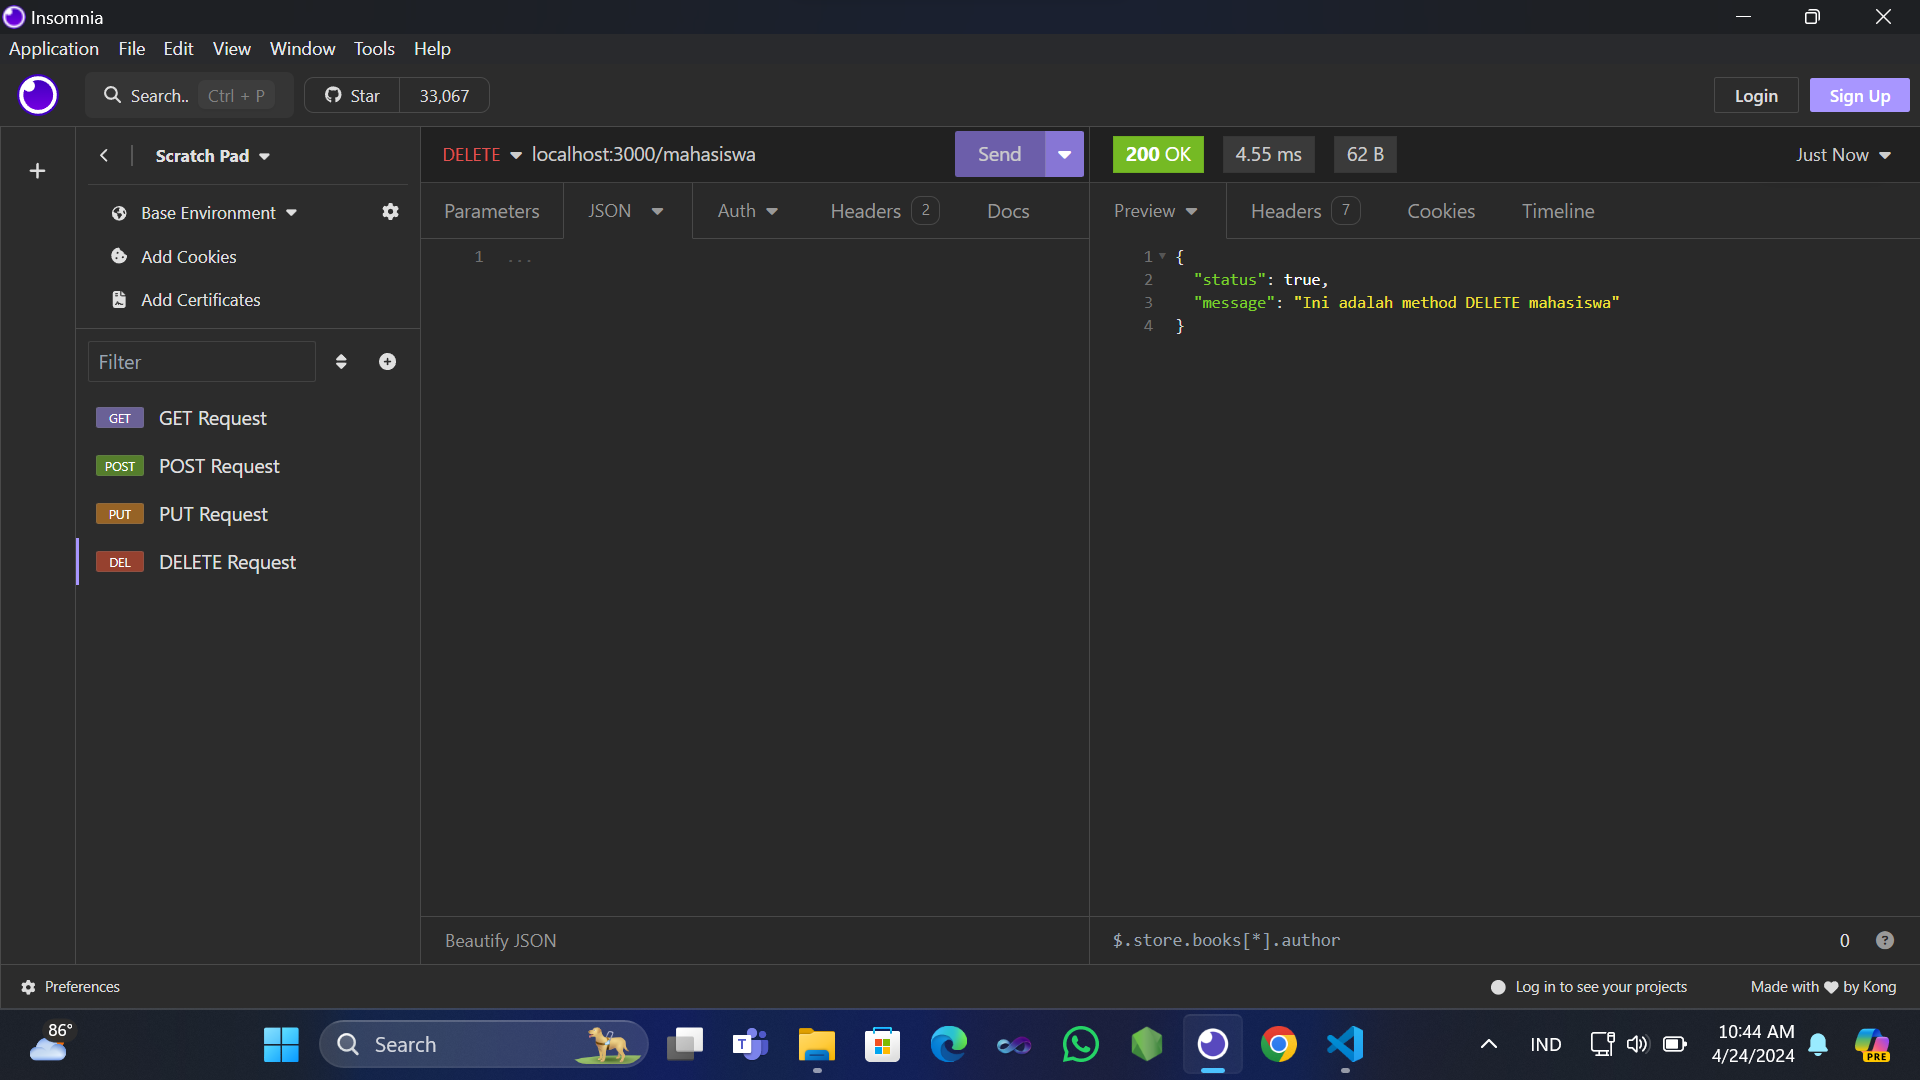 Insomnia
Application File Edit View Window Tools Help
Search.. Ctrl + P Star 33,067 Login Sign Up
Scratch Pad
DELETE localhost:3000/mahasiswa Send 200 OK 4.55 ms 62 B Just Now
Base Environment
Parameters JSON Auth Headers 2 Docs Preview Headers 7 Cookies Timeline
Add Cookies
Add Certificates
1 ...
1 {
2 "status": true,
3 "message": "Ini adalah method DELETE mahasiswa"
4 }
Filter
GET GET Request
POST POST Request
PUT PUT Request
DEL DELETE Request
Beautify JSON $.store.books[*].author 0 ?
Preferences Log in to see your projects Made with ♥ by Kong
86° Search T IND 10:44 AM
4/24/2024 PRE